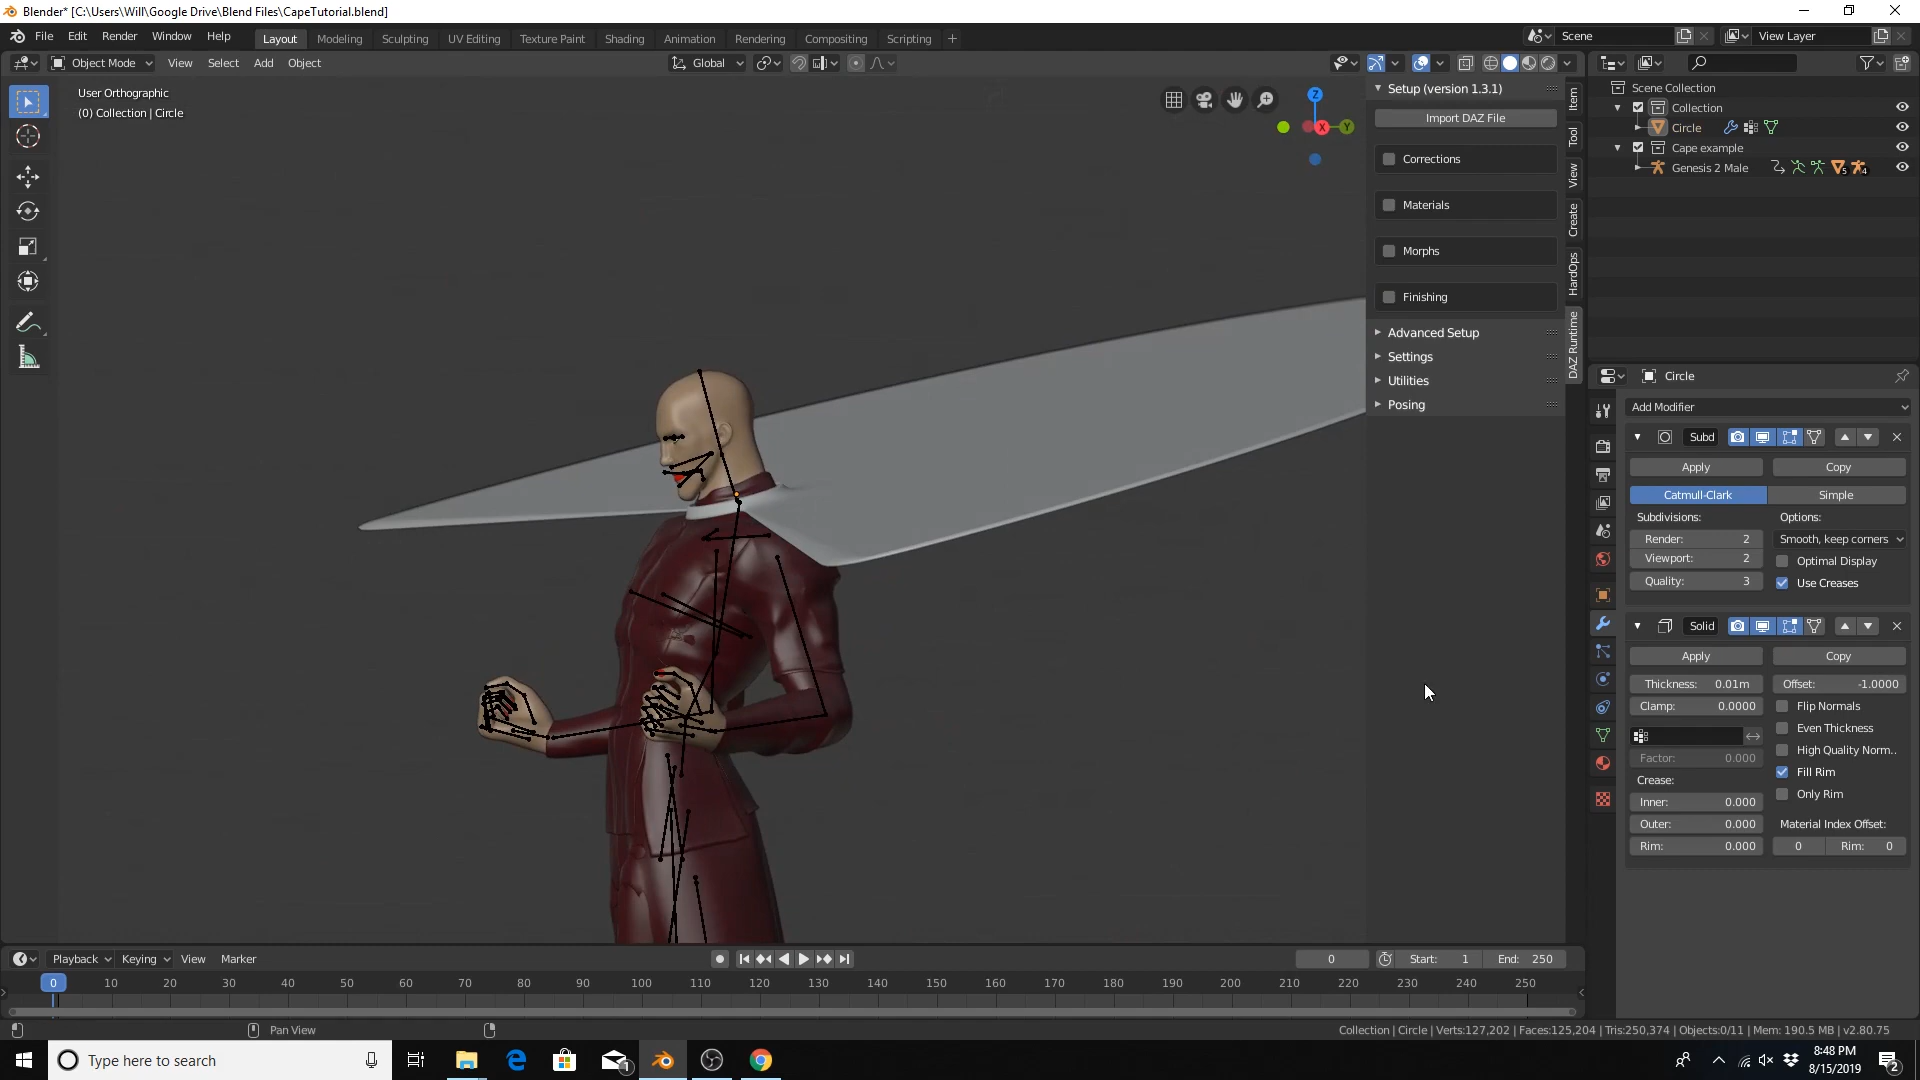 Blender* [C:\Users\Will\Google Drive\Blend Files\CapeTutorial.blend]
File Edit Render Window Help Layout Modeling Sculpting UV Editing Texture Paint Shading Animation Rendering Compositing Scripting + Scene View Layer
Object Mode View Select Add Object Global
User Orthographic
(0) Collection | Circle
Z
X
Y
Setup (version 1.3.1)
Import DAZ File
Corrections
Materials
Morphs
Finishing
Advanced Setup
Settings
Utilities
Posing
Item
Tool
View
Create
HardOps
DAZ Runtime
Scene Collection
Collection
Circle
Cape example
Genesis 2 Male 5 4
Circle
Add Modifier
Subd
Apply Copy
Catmull-Clark Simple
Subdivisions: Options:
Render: 2 Smooth, keep corners
Viewport: 2 Optimal Display
Quality: 3 Use Creases
Solid
Apply Copy
Thickness: 0.01m Offset: -1.0000
Clamp: 0.0000 Flip Normals
Even Thickness
High Quality Norm..
Factor: 0.000
Fill Rim
Crease:
Only Rim
Inner: 0.000
Outer: 0.000 Material Index Offset:
Rim: 0.000 0 Rim: 0
Playback Keying View Marker 0 Start: 1 End: 250
0 10 20 30 40 50 60 70 80 90 100 110 120 130 140 150 160 170 180 190 200 210 220 230 240 250
Pan View Collection | Circle | Verts:127,202 | Faces:125,204 | Tris:250,374 | Objects:0/11 | Mem: 190.5 MB | v2.80.75
Type here to search 1 8:48 PM
8/15/2019 2